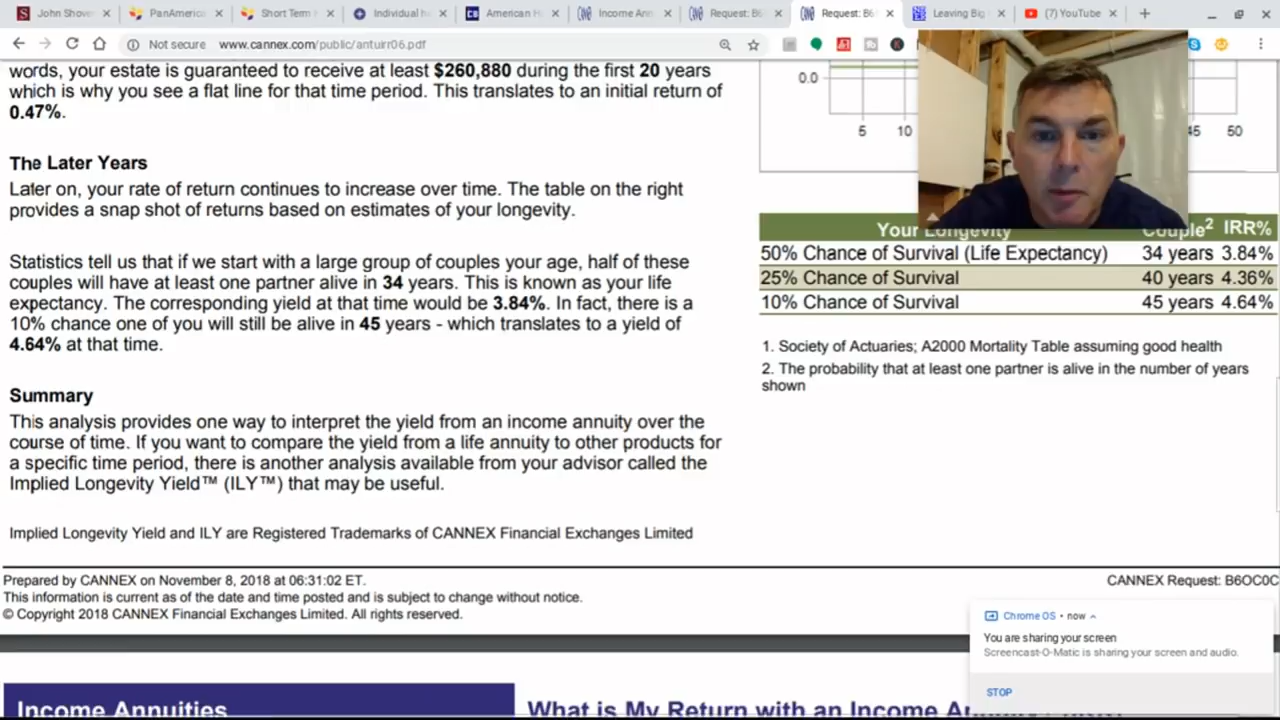 John Shove
PanAmerica
Short Term
Individual h
American H
Income Ann
Request: B6
Request: B6
Leaving Big
(7) YouTube
Not secure www.cannex.com/public/antuirr06.pdf
words, your estate is guaranteed to receive at least $260,880 during the first 20 years
which is why you see a flat line for that time period. This translates to an initial return of
0.47%.
The Later Years
Later on, your rate of return continues to increase over time. The table on the right
provides a snap shot of returns based on estimates of your longevity.
Statistics tell us that if we start with a large group of couples your age, half of these
couples will have at least one partner alive in 34 years. This is known as your life
expectancy. The corresponding yield at that time would be 3.84%. In fact, there is a
10% chance one of you will still be alive in 45 years - which translates to a yield of
4.64% at that time.
Summary
This analysis provides one way to interpret the yield from an income annuity over the
course of time. If you want to compare the yield from a life annuity to other products for
a specific time period, there is another analysis available from your advisor called the
Implied Longevity Yield™ (ILY™) that may be useful.
Implied Longevity Yield and ILY are Registered Trademarks of CANNEX Financial Exchanges Limited
0.0
5 10 45 50
Your Longevity Couple2 IRR%
50% Chance of Survival (Life Expectancy) 34 years 3.84%
25% Chance of Survival 40 years 4.36%
10% Chance of Survival 45 years 4.64%
1. Society of Actuaries; A2000 Mortality Table assuming good health
2. The probability that at least one partner is alive in the number of years
shown
Prepared by CANNEX on November 8, 2018 at 06:31:02 ET.
This information is current as of the date and time posted and is subject to change without notice.
© Copyright 2018 CANNEX Financial Exchanges Limited. All rights reserved.
CANNEX Request: B6OC0C
Chrome OS • now
You are sharing your screen
Screencast-O-Matic is sharing your screen and audio.
STOP
Income Annuities
What is My Return with an Income